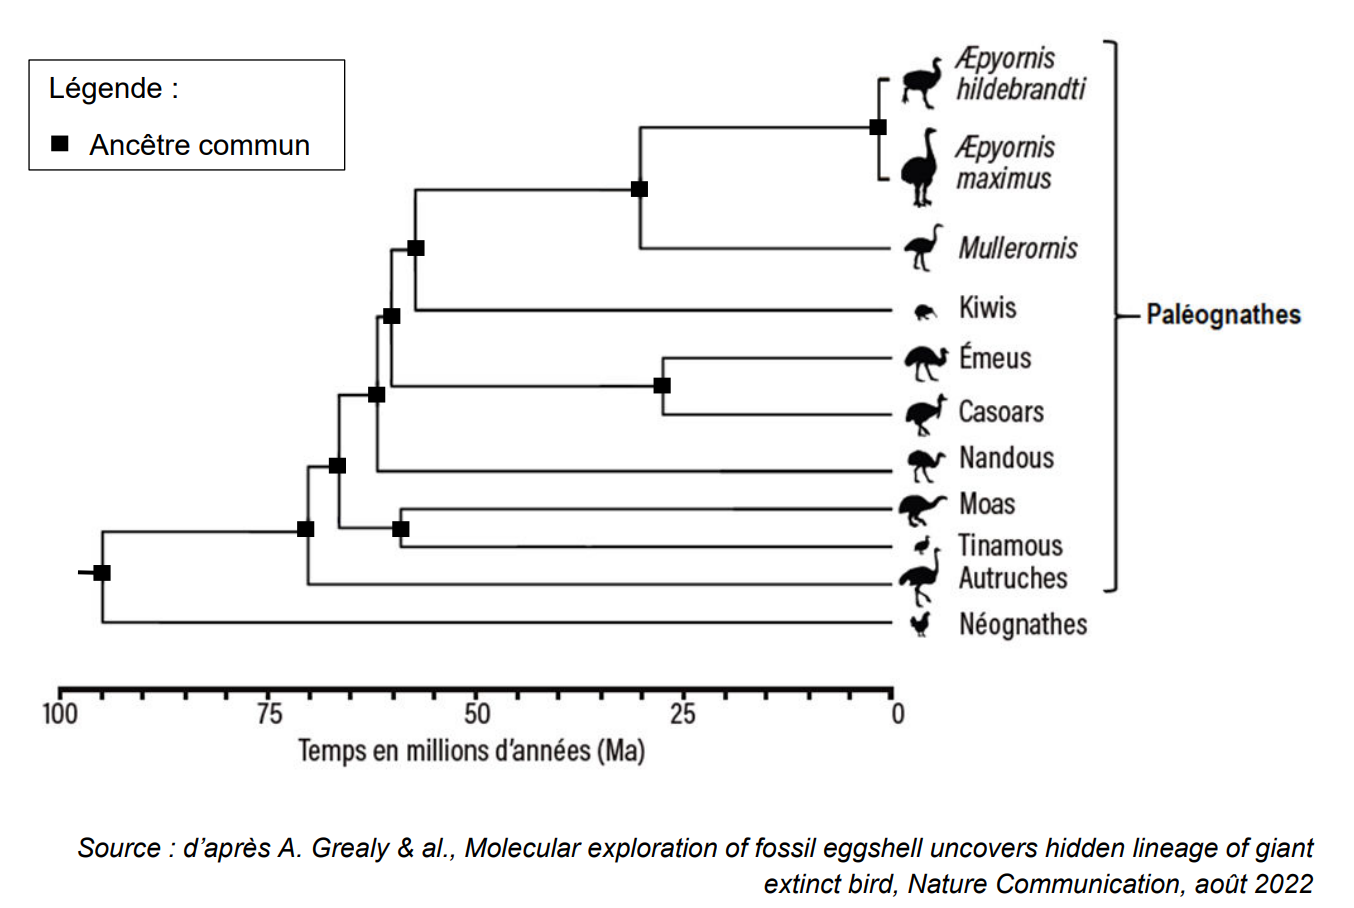 Légende :
Ancêtre commun
Æpyornis
hildebrandti
Æpyornis
maximus
Mullerornis
Kiwis
Émeus
Casoars
Nandous
Moas
Tinamous
Autruches
Néognathes
Paléognathes
100 75 50 25 0
Temps en millions d'années (Ma)
Source : d'après A. Grealy & al., Molecular exploration of fossil eggshell uncovers hidden lineage of giant
extinct bird, Nature Communication, août 2022